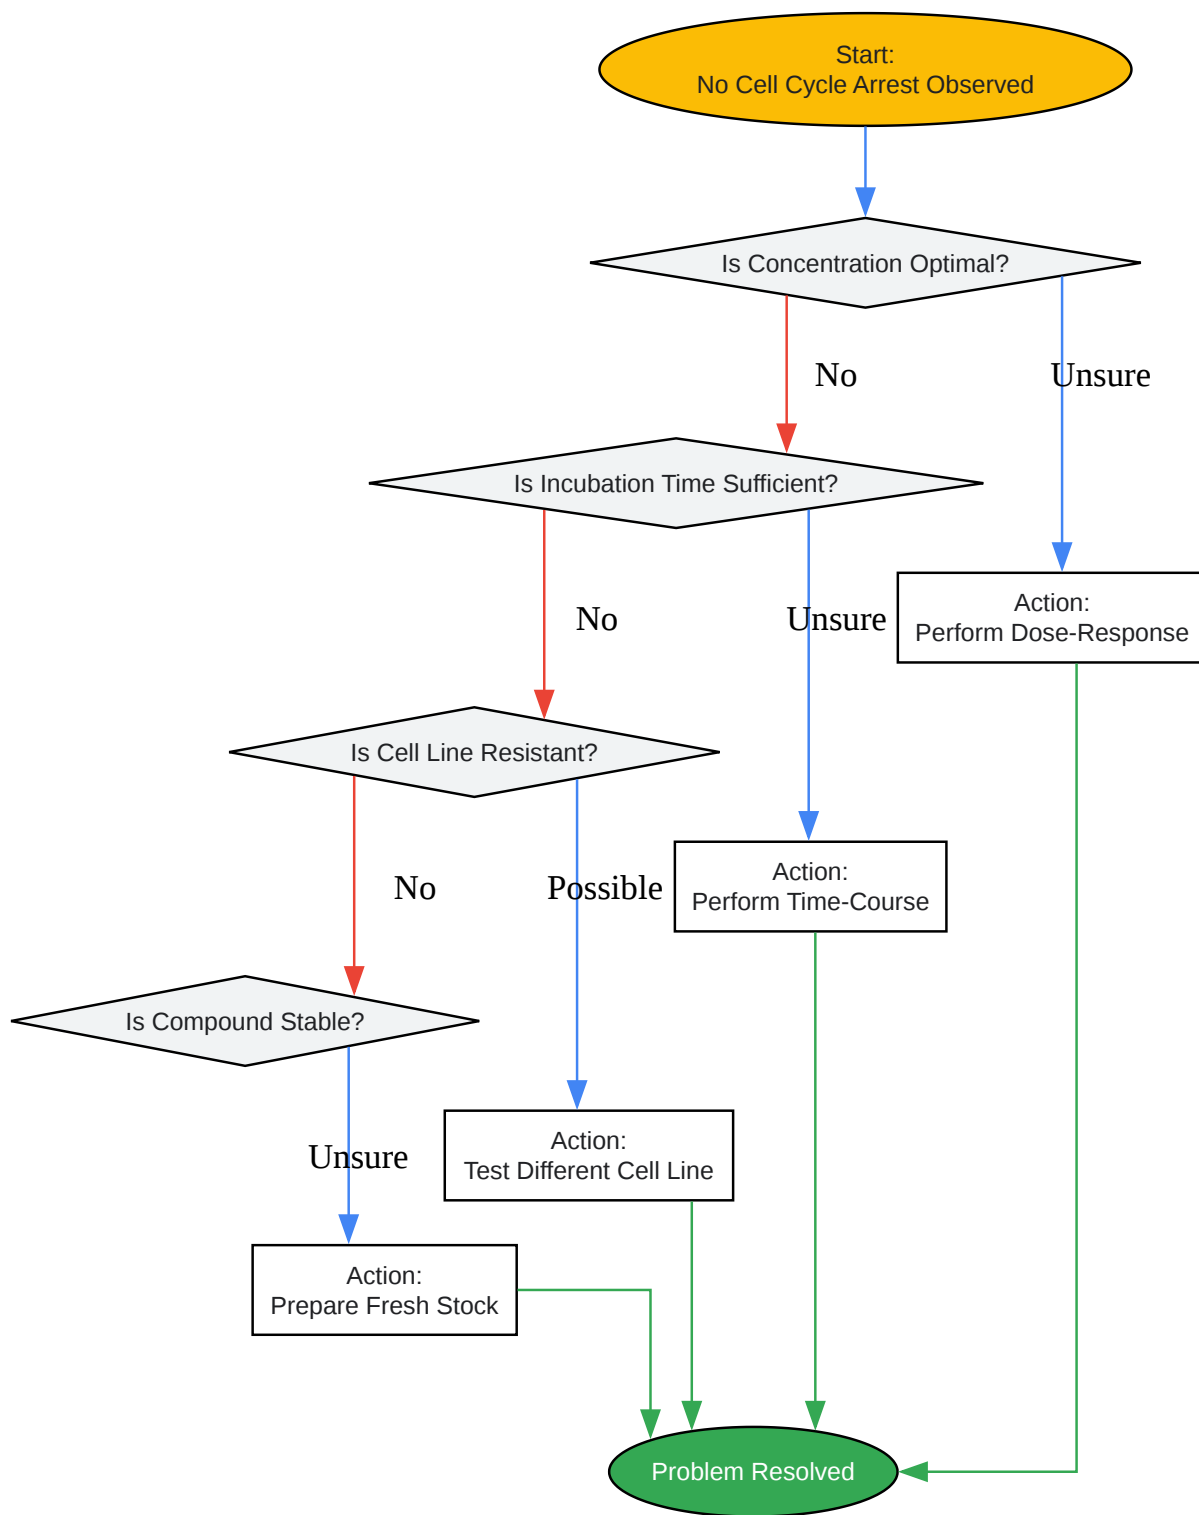 Start:
No Cell Cycle Arrest Observed
Is Concentration Optimal?
No
Unsure
Is Incubation Time Sufficient?
No
Unsure
Action:
Perform Dose-Response
Is Cell Line Resistant?
No
Possible
Action:
Perform Time-Course
Is Compound Stable?
Unsure
Action:
Test Different Cell Line
Action:
Prepare Fresh Stock
Problem Resolved